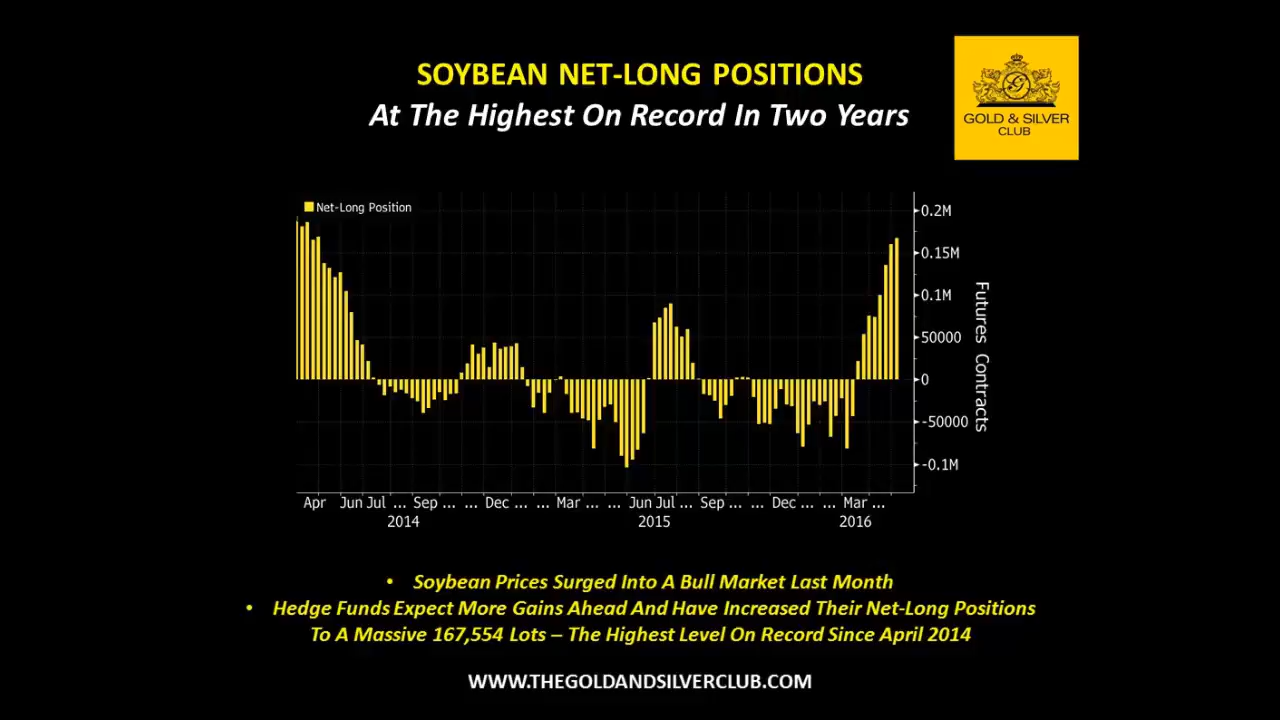 SOYBEAN NET-LONG POSITIONS
At The Highest On Record In Two Years
GOLD & SILVER
CLUB
Net-Long Position
0.2M
0.15M
0.1M
50000
0
-50000
-0.1M
Futures Contracts
Apr Jun Jul ... Sep ... ... Dec ... ... Mar ... ... Jun Jul ... Sep ... ... Dec ... ... Mar ...
2014 2015 2016
• Soybean Prices Surged Into A Bull Market Last Month
• Hedge Funds Expect More Gains Ahead And Have Increased Their Net-Long Positions
To A Massive 167,554 Lots – The Highest Level On Record Since April 2014
WWW.THEGOLDANDSILVERCLUB.COM